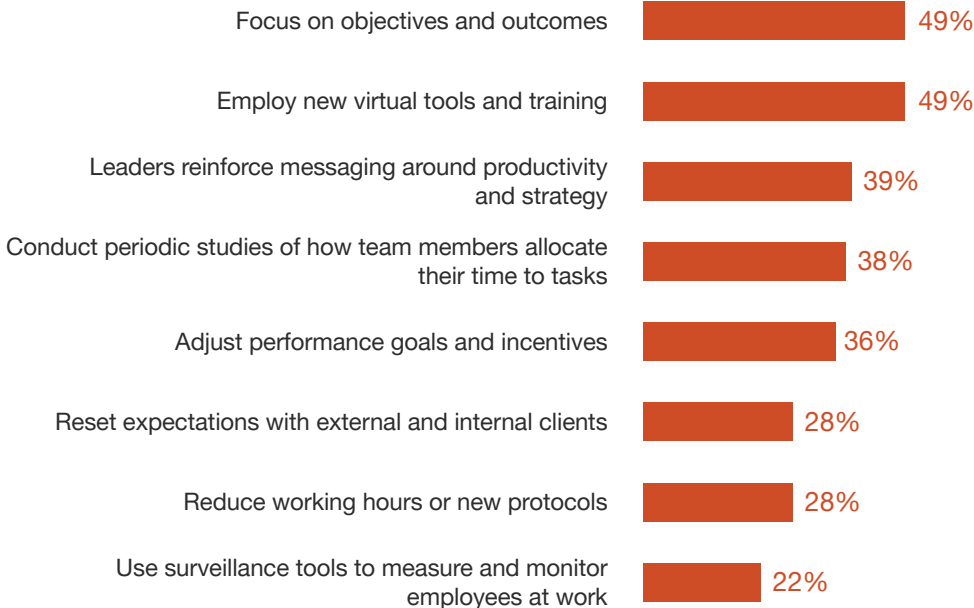 Focus on objectives and outcomes 49%
Employ new virtual tools and training 49%
Leaders reinforce messaging around productivity
and strategy 39%
Conduct periodic studies of how team members allocate
their time to tasks 38%
Adjust performance goals and incentives 36%
Reset expectations with external and internal clients 28%
Reduce working hours or new protocols 28%
Use surveillance tools to measure and monitor
employees at work 22%